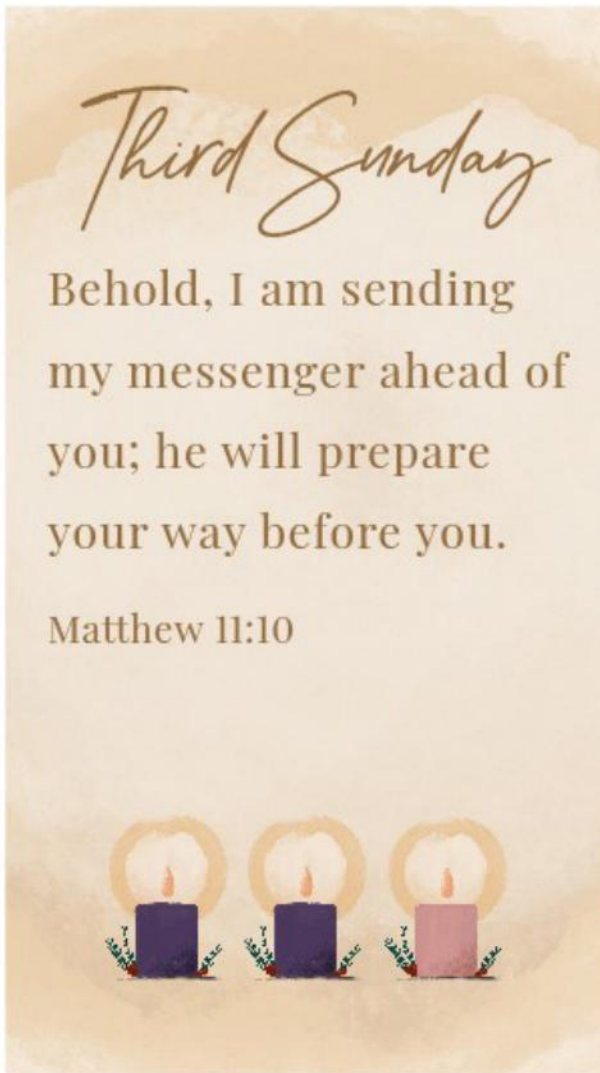 Third Sunday
Behold, I am sending
my messenger ahead of
you; he will prepare
your way before you.
Matthew 11:10